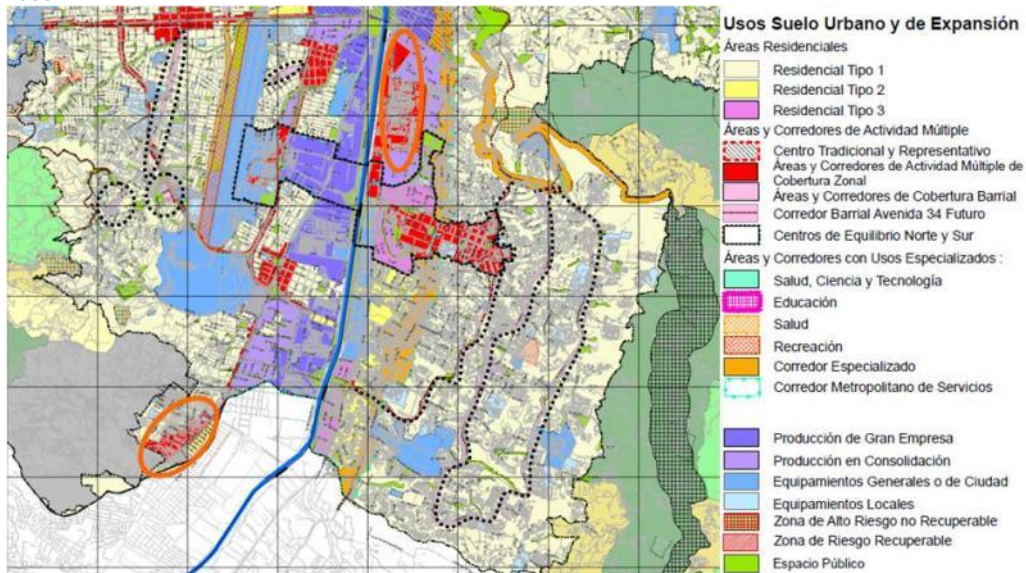 Usos Suelo Urbano y de Expansión
Áreas Residenciales
Residencial Tipo 1
Residencial Tipo 2
Residencial Tipo 3
Áreas y Corredores de Actividad Múltiple
Centro Tradicional y Representativo
Áreas y Corredores de Actividad Múltiple de
Cobertura Zonal
Áreas y Corredores de Cobertura Barrial
Corredor Barrial Avenida 34 Futuro
Centros de Equilibrio Norte y Sur
Áreas y Corredores con Usos Especializados :
Salud, Ciencia y Tecnología
Educación
Salud
Recreación
Corredor Especializado
Corredor Metropolitano de Servicios
Producción de Gran Empresa
Producción en Consolidación
Equipamientos Generales o de Ciudad
Equipamientos Locales
Zona de Alto Riesgo no Recuperable
Zona de Riesgo Recuperable
Espacio Público